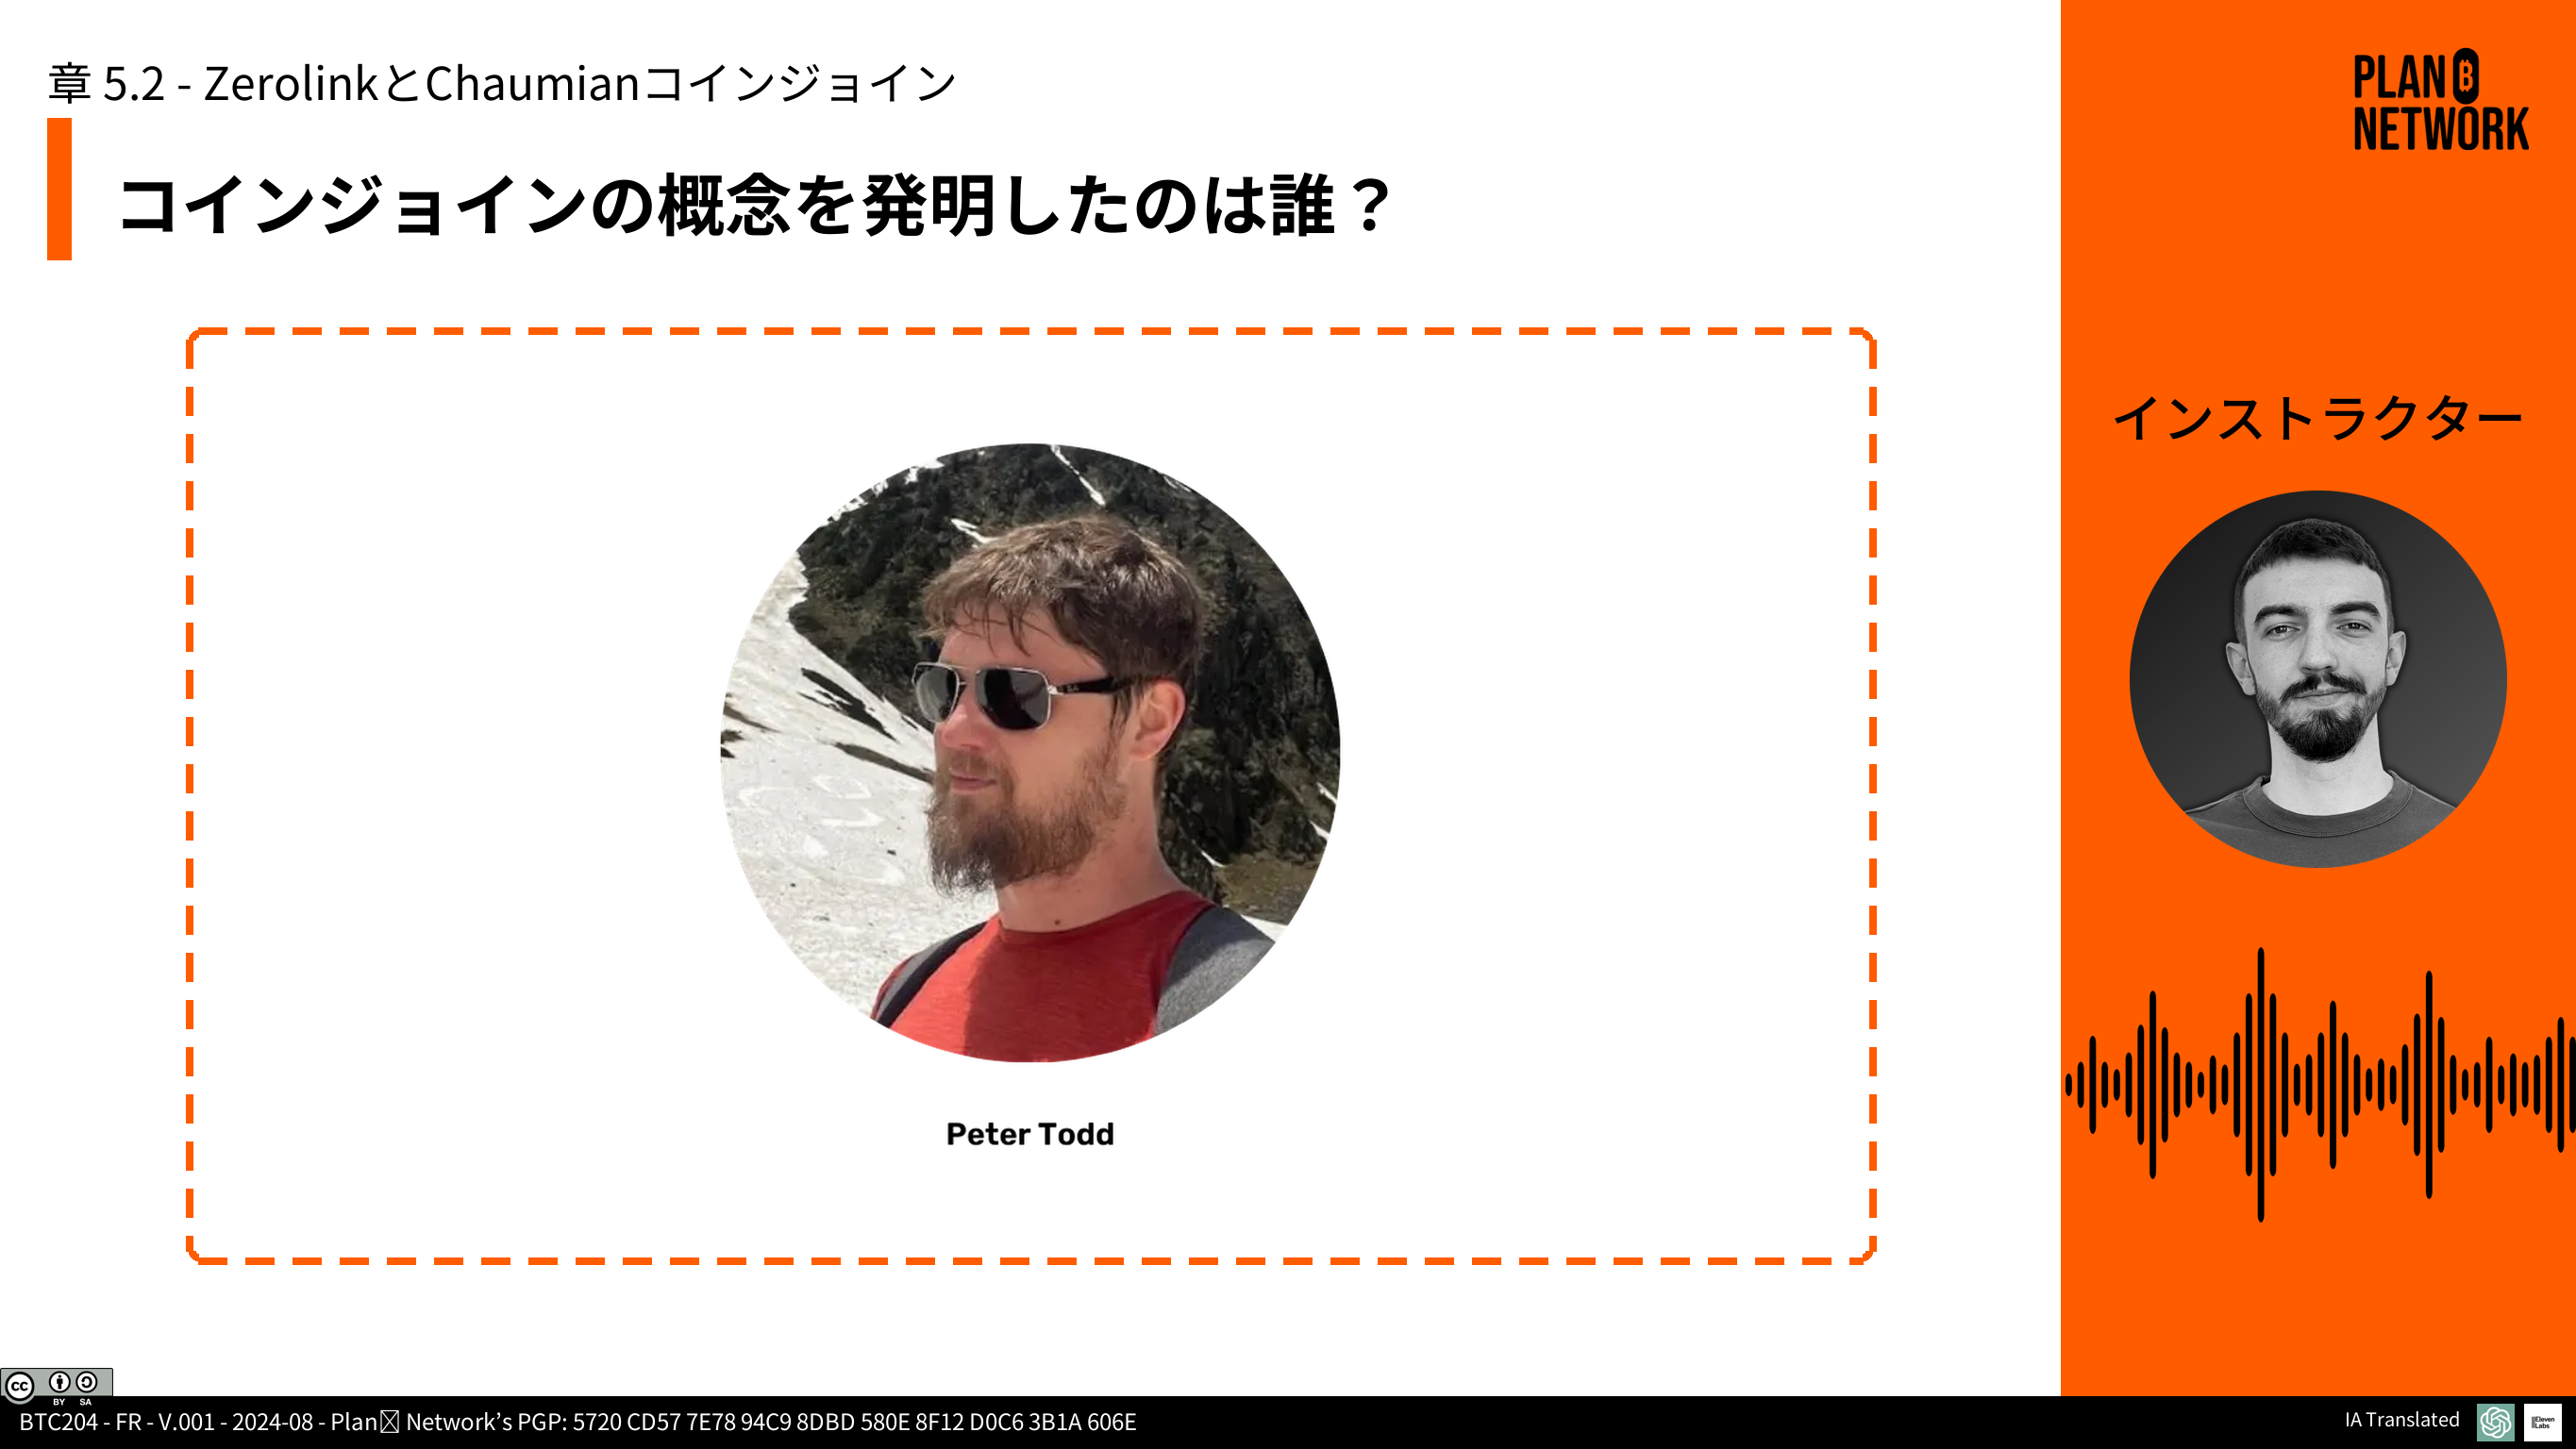 章 5.2 - ZerolinkとChaumianコインジョイン
コインジョインの概念を発明したのは誰？
PLAN B
NETWORK
インストラクター
Peter Todd
cc
BY SA
BTC204 - FR - V.001 - 2024-08 - Plan Network’s PGP: 5720 CD57 7E78 94C9 8DBD 580E 8F12 D0C6 3B1A 606E
IA Translated
Eleven
Labs